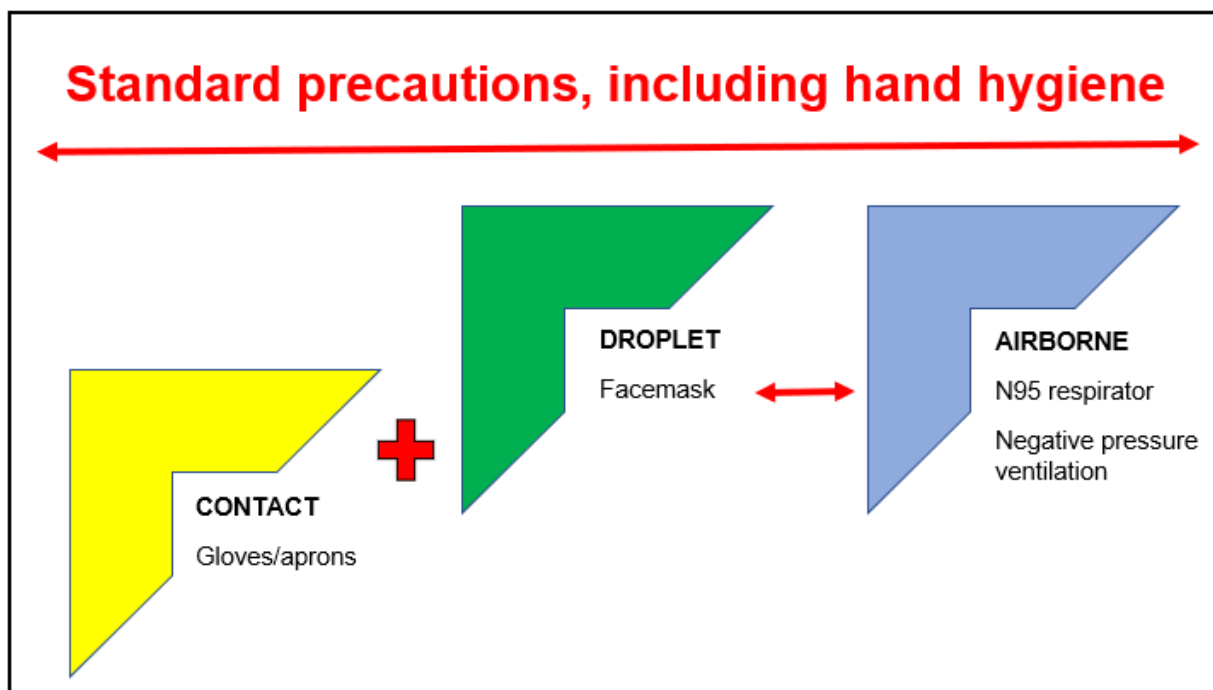 Standard precautions, including hand hygiene
CONTACT
Gloves/aprons
DROPLET
Facemask
AIRBORNE
N95 respirator
Negative pressure
ventilation